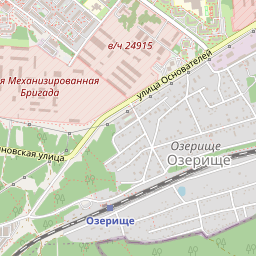 в/ч 24915
я Механизированная
Бригада
улица Основателей
новская улица
Озерище
Озерище
Озерище